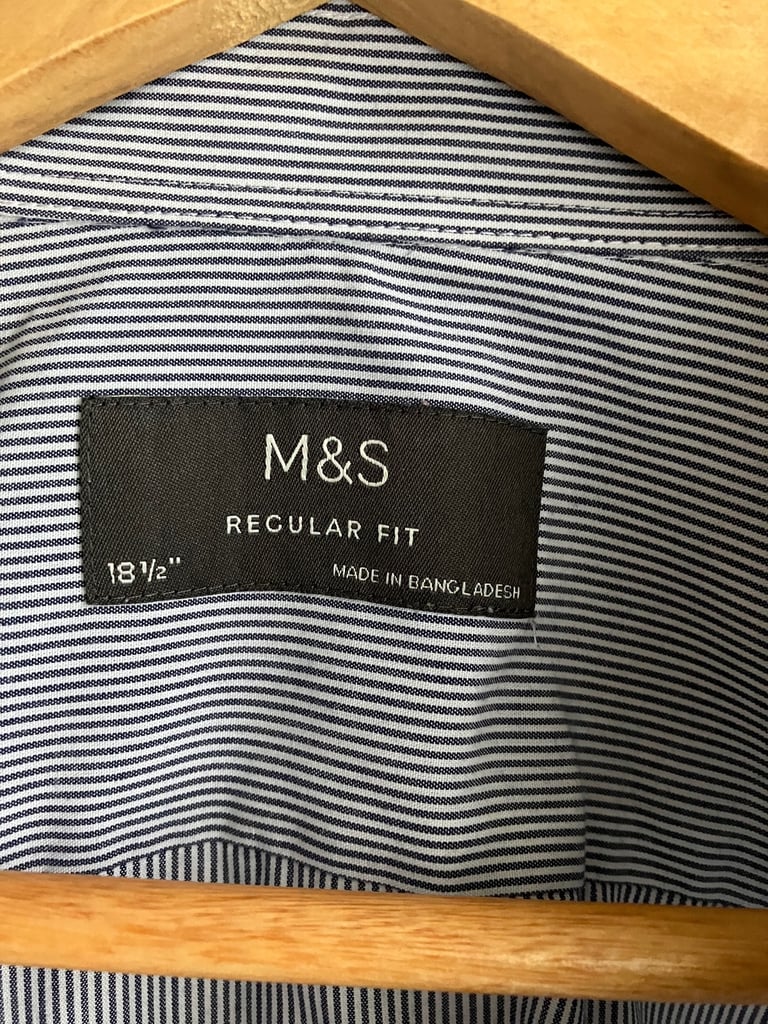 M&S
REGULAR FIT
18½"
MADE IN BANGLADESH